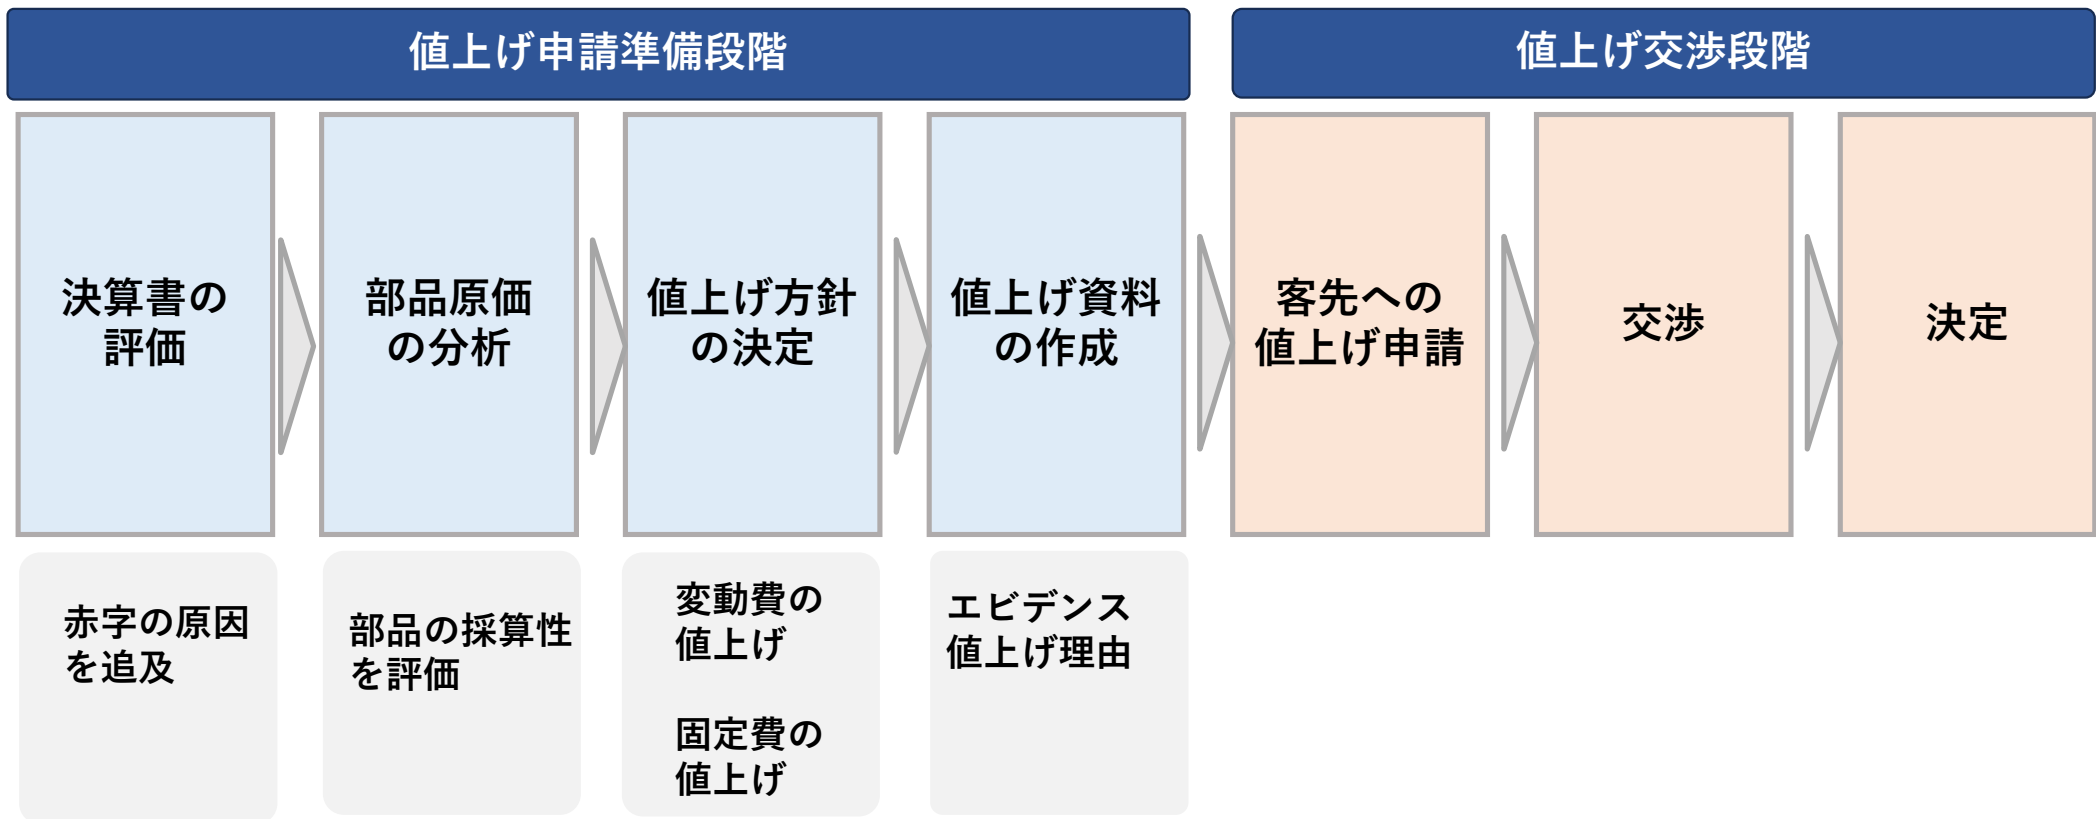 値上げ申請準備段階
値上げ交渉段階
決算書の
評価
部品原価
の分析
値上げ方針
の決定
値上げ資料
の作成
客先への
値上げ申請
交渉
決定
赤字の原因
を追及
部品の採算性
を評価
変動費の
値上げ
固定費の
値上げ
エビデンス
値上げ理由